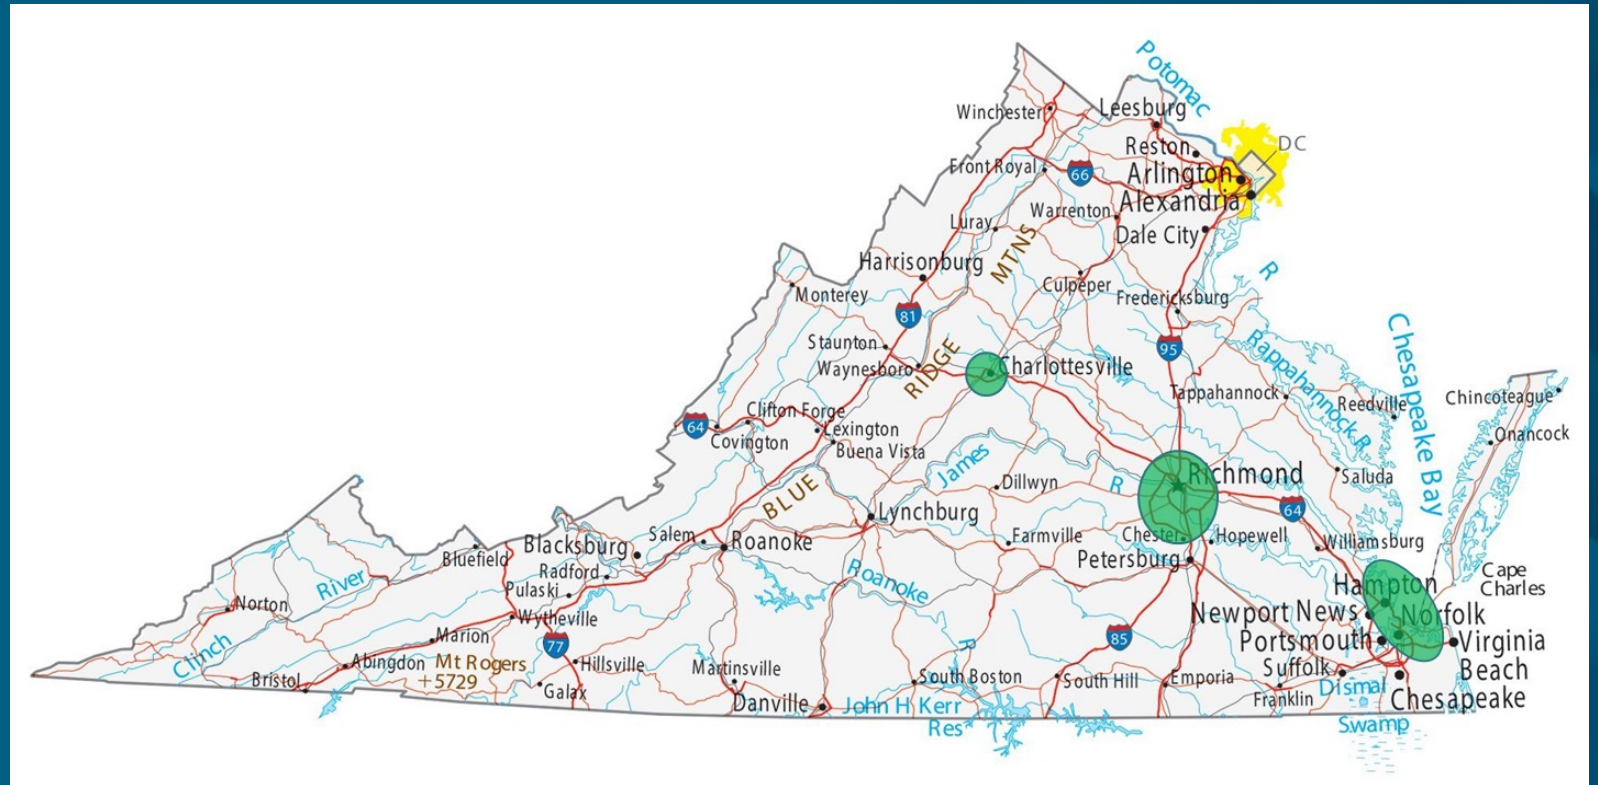 Potomac
Winchester
Leesburg
Reston
DC
Front Royal
66
Arlington
Alexandria
Luray
Warrenton
Dale City
MTNS
Harrisonburg
R
Culpeper
Monterey
Fredericksburg
81
Chesapeake Bay
Staunton
95
Rappahannock R
RIDGE
Waynesboro
Charlottesville
Tappahannock
Reedville
Chincoteague
Clifton Forge
64
Lexington
Covington
Buena Vista
Onancock
James
R
Richmond
Saluda
Dillwyn
BLUE
64
Lynchburg
Salem
Roanoke
Farmville
Chester
Hopewell
Williamsburg
Blacksburg
Bluefield
Petersburg
Radford
Roanoke
Cape
Charles
River
Pulaski
Hampton
Norton
Wytheville
Newport News
Norfolk
Clinch
Marion
77
R
85
Portsmouth
Virginia
Beach
Abingdon
Mt Rogers
+5729
Hillsville
Martinsville
South Boston
South Hill
Emporia
Suffolk
Bristol
Galax
Dismal
Swamp
Franklin
Chesapeake
Danville
John H Kerr
Res